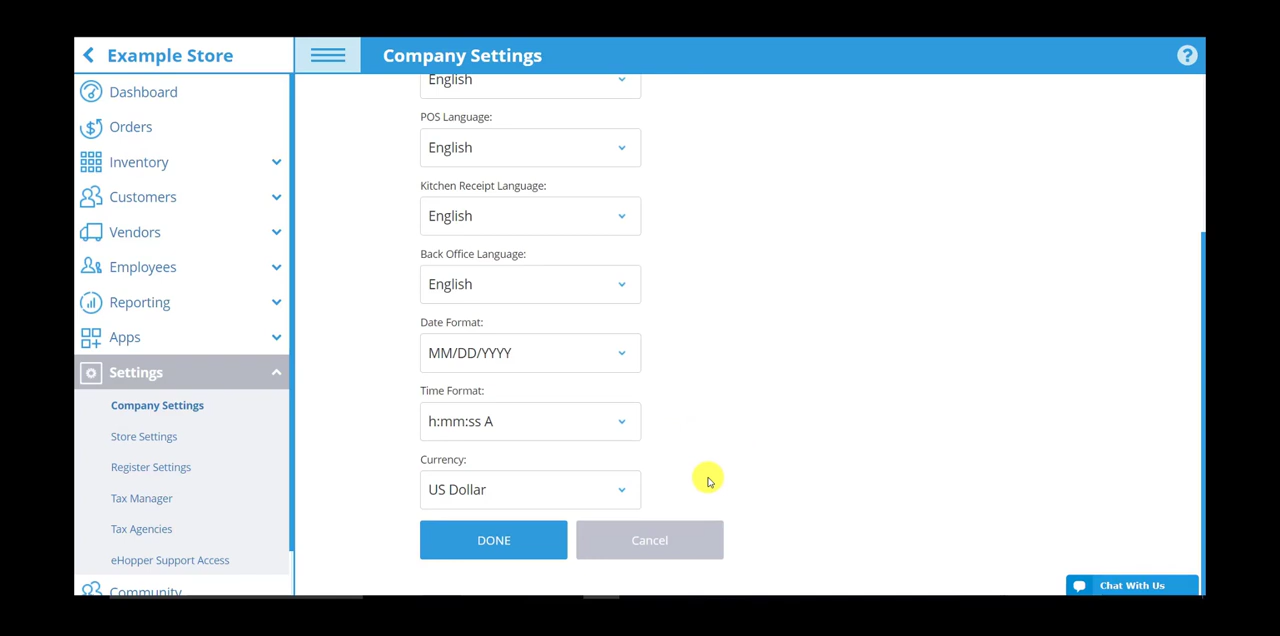 Example Store
Company Settings
?
Dashboard
Orders
Inventory
Customers
Vendors
Employees
Reporting
Apps
Settings
Company Settings
Store Settings
Register Settings
Tax Manager
Tax Agencies
eHopper Support Access
Community
English
POS Language:
English
Kitchen Receipt Language:
English
Back Office Language:
English
Date Format:
MM/DD/YYYY
Time Format:
h:mm:ss A
Currency:
US Dollar
DONE Cancel
Chat With Us